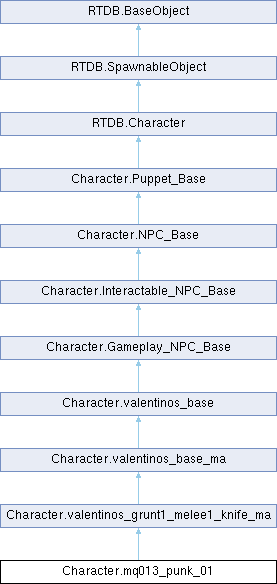 RTDB.BaseObject
RTDB.SpawnableObject
RTDB.Character
Character.Puppet_Base
Character.NPC_Base
Character.Interactable_NPC_Base
Character.Gameplay_NPC_Base
Character.valentinos_base
Character.valentinos_base_ma
Character.valentinos_grunt1_melee1_knife_ma
Character.mq013_punk_01